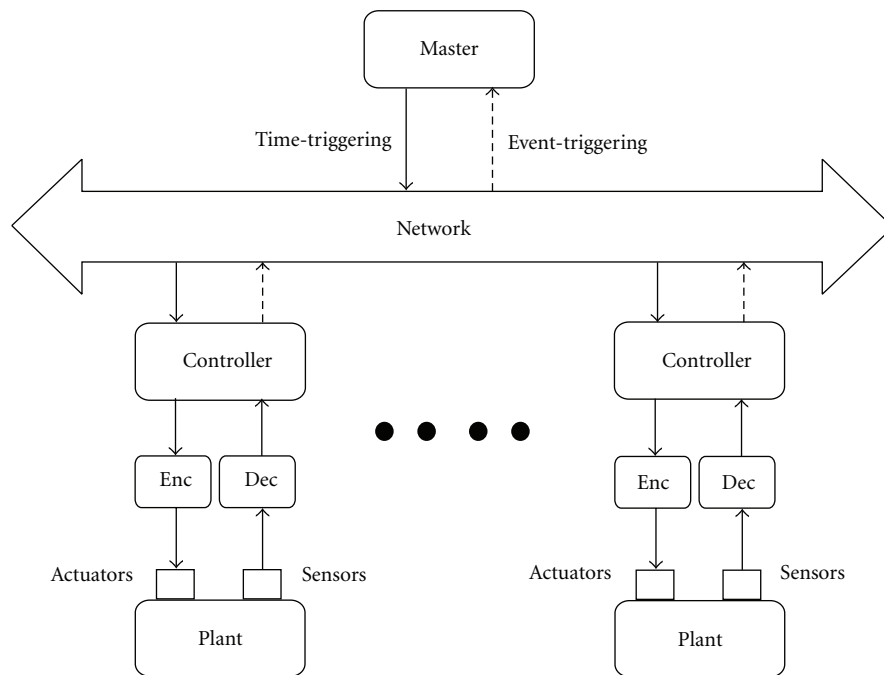 Master
Time-triggering
Event-triggering
Network
Controller
Controller
Enc
Dec
Enc
Dec
Actuators
Sensors
Actuators
Sensors
Plant
Plant